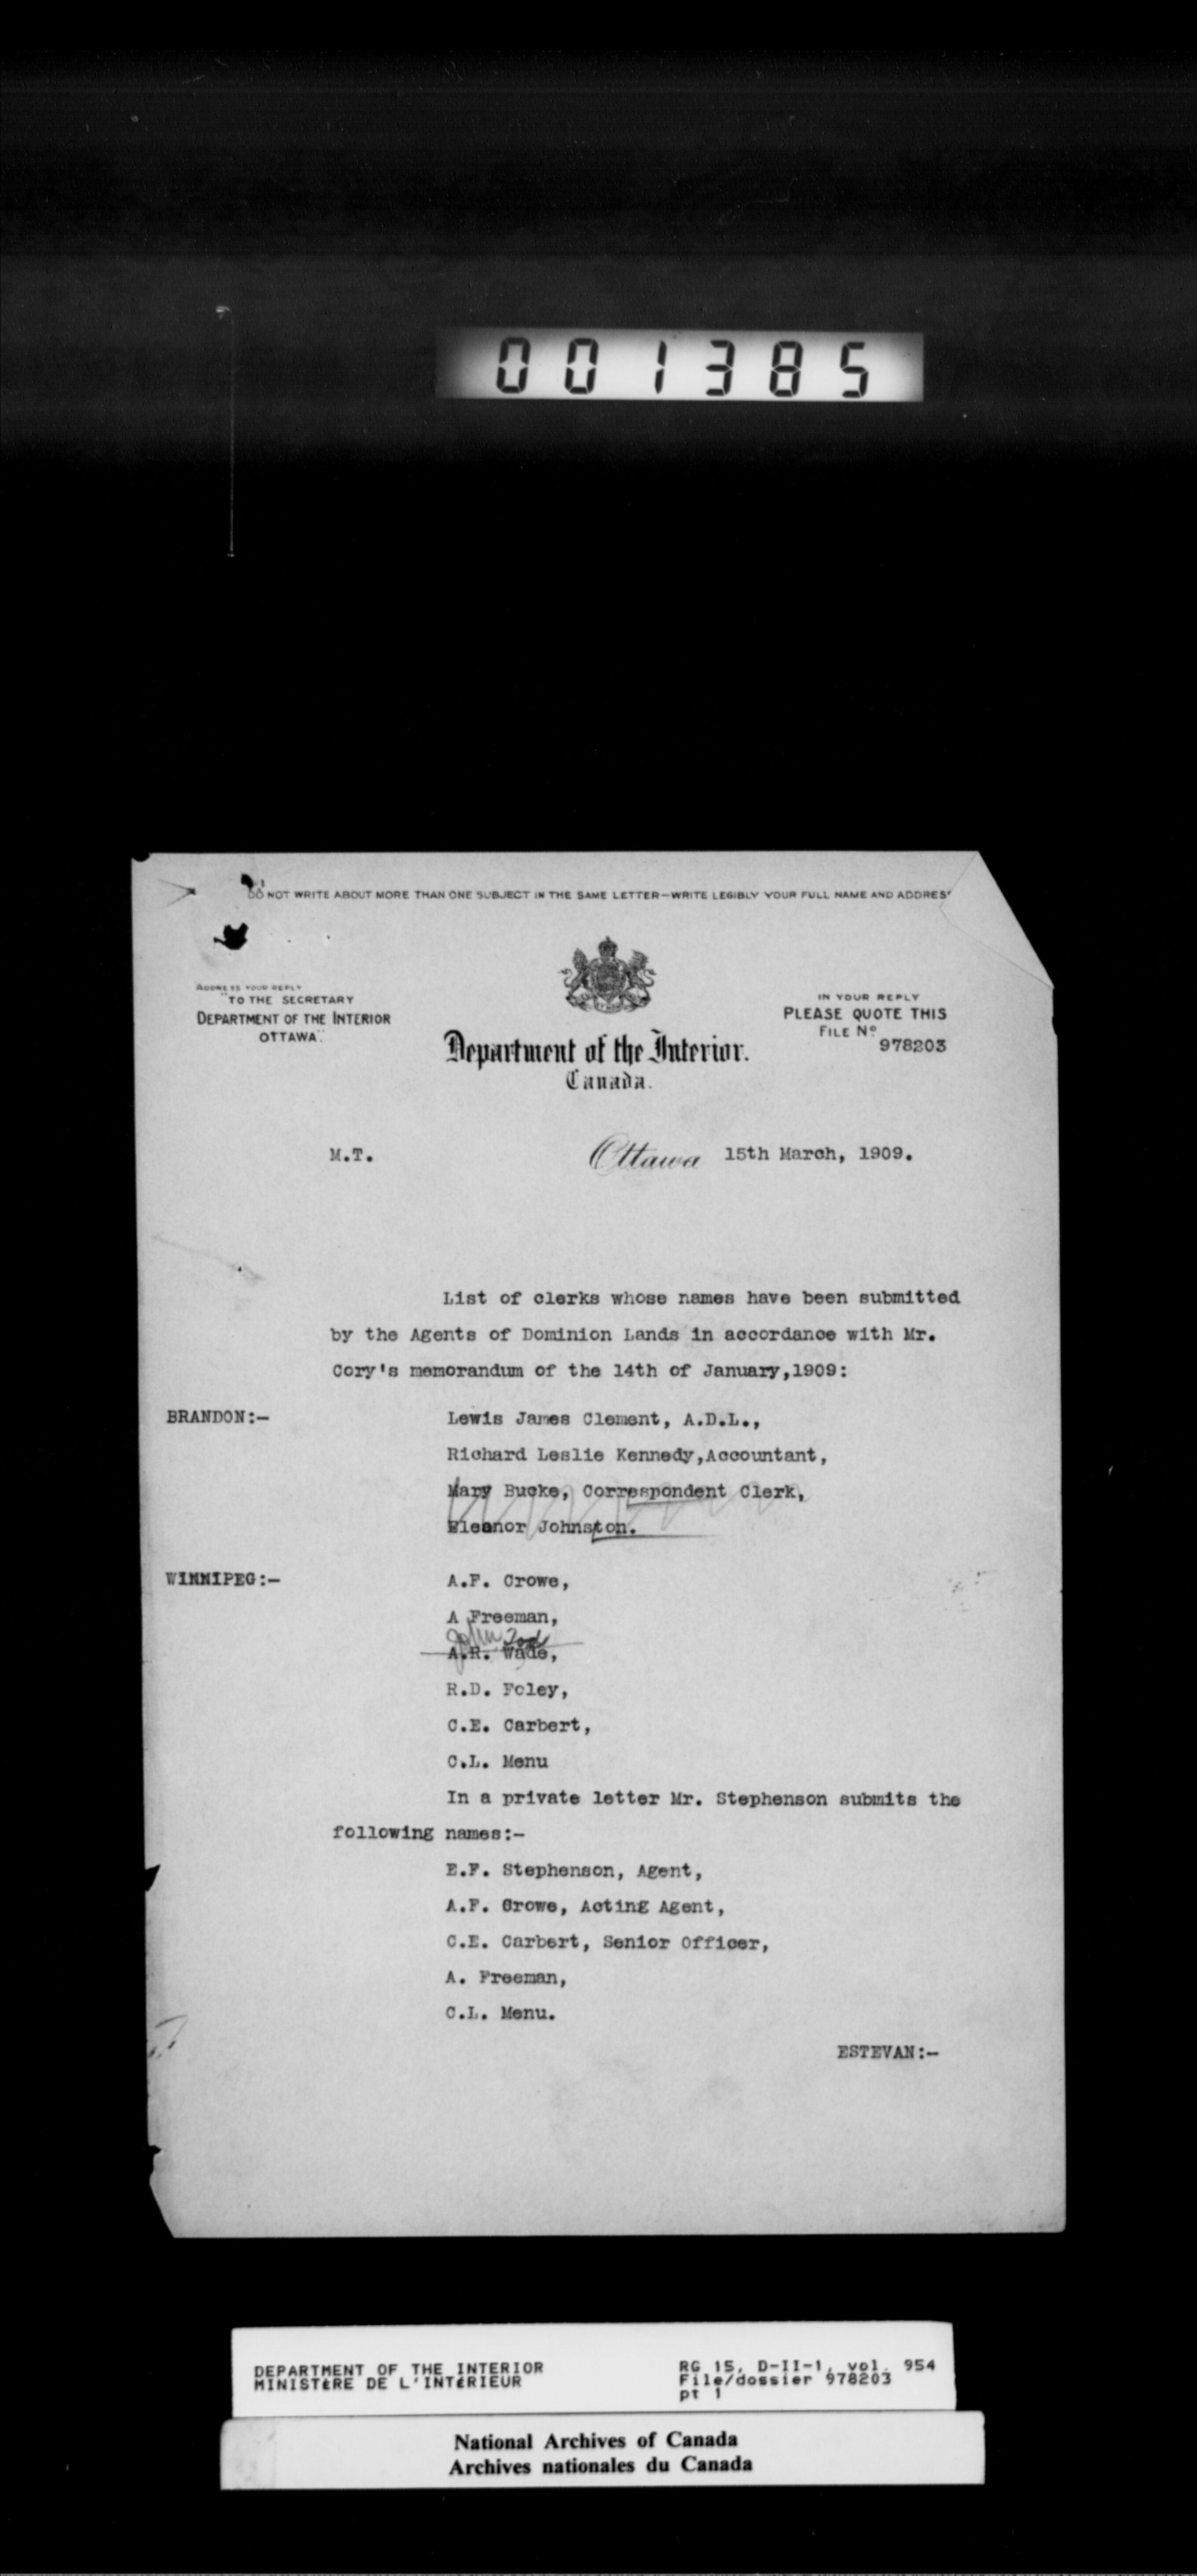 001385
DO NOT WRITE ABOUT MORE THAN ONE SUBJECT IN THE SAME LETTER—WRITE LEGIBLY YOUR FULL NAME AND ADDRES
ADDRESS YOUR REPLY
"TO THE SECRETARY
DEPARTMENT OF THE INTERIOR
OTTAWA."
IN YOUR REPLY
PLEASE QUOTE THIS
FILE No
978203
Department of the Interior.
Canada.
M.T.
Ottawa 15th March, 1909.
List of clerks whose names have been submitted
by the Agents of Dominion Lands in accordance with Mr.
Cory's memorandum of the 14th of January,1909:
BRANDON:- Lewis James Clement, A.D.L.,
Richard Leslie Kennedy,Accountant,
Mary Bucke, Correspondent Clerk,
Eleanor Johnston.
WINNIPEG:- A.F. Crowe,
A Freeman,
John
A.R. Wade,
R.D. Foley,
C.E. Carbert,
C.L. Menu
In a private letter Mr. Stephenson submits the
following names:-
E.F. Stephenson, Agent,
A.F. Crowe, Acting Agent,
C.E. Carbert, Senior Officer,
A. Freeman,
C.L. Menu.
ESTEVAN:-
DEPARTMENT OF THE INTERIOR
MINISTÈRE DE L'INTÉRIEUR
RG 15, D-II-1, vol. 954
File/dossier 978203
pt 1
National Archives of Canada
Archives nationales du Canada